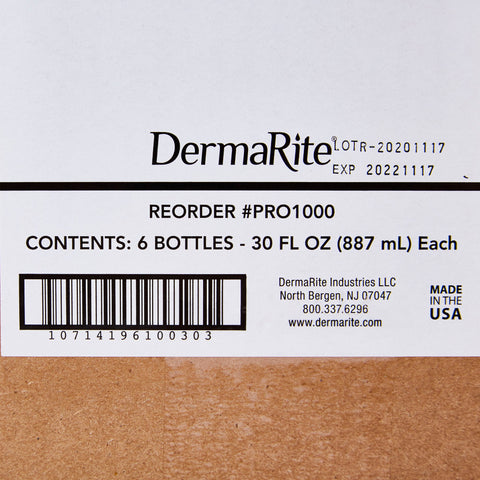 DermaRite
LOTR-20201117
EXP 20221117
REORDER #PRO1000
CONTENTS: 6 BOTTLES - 30 FL OZ (887 mL) Each
10714196100303
DermaRite Industries LLC
North Bergen, NJ 07047
800.337.6296
www.dermarite.com
MADE
IN THE
USA